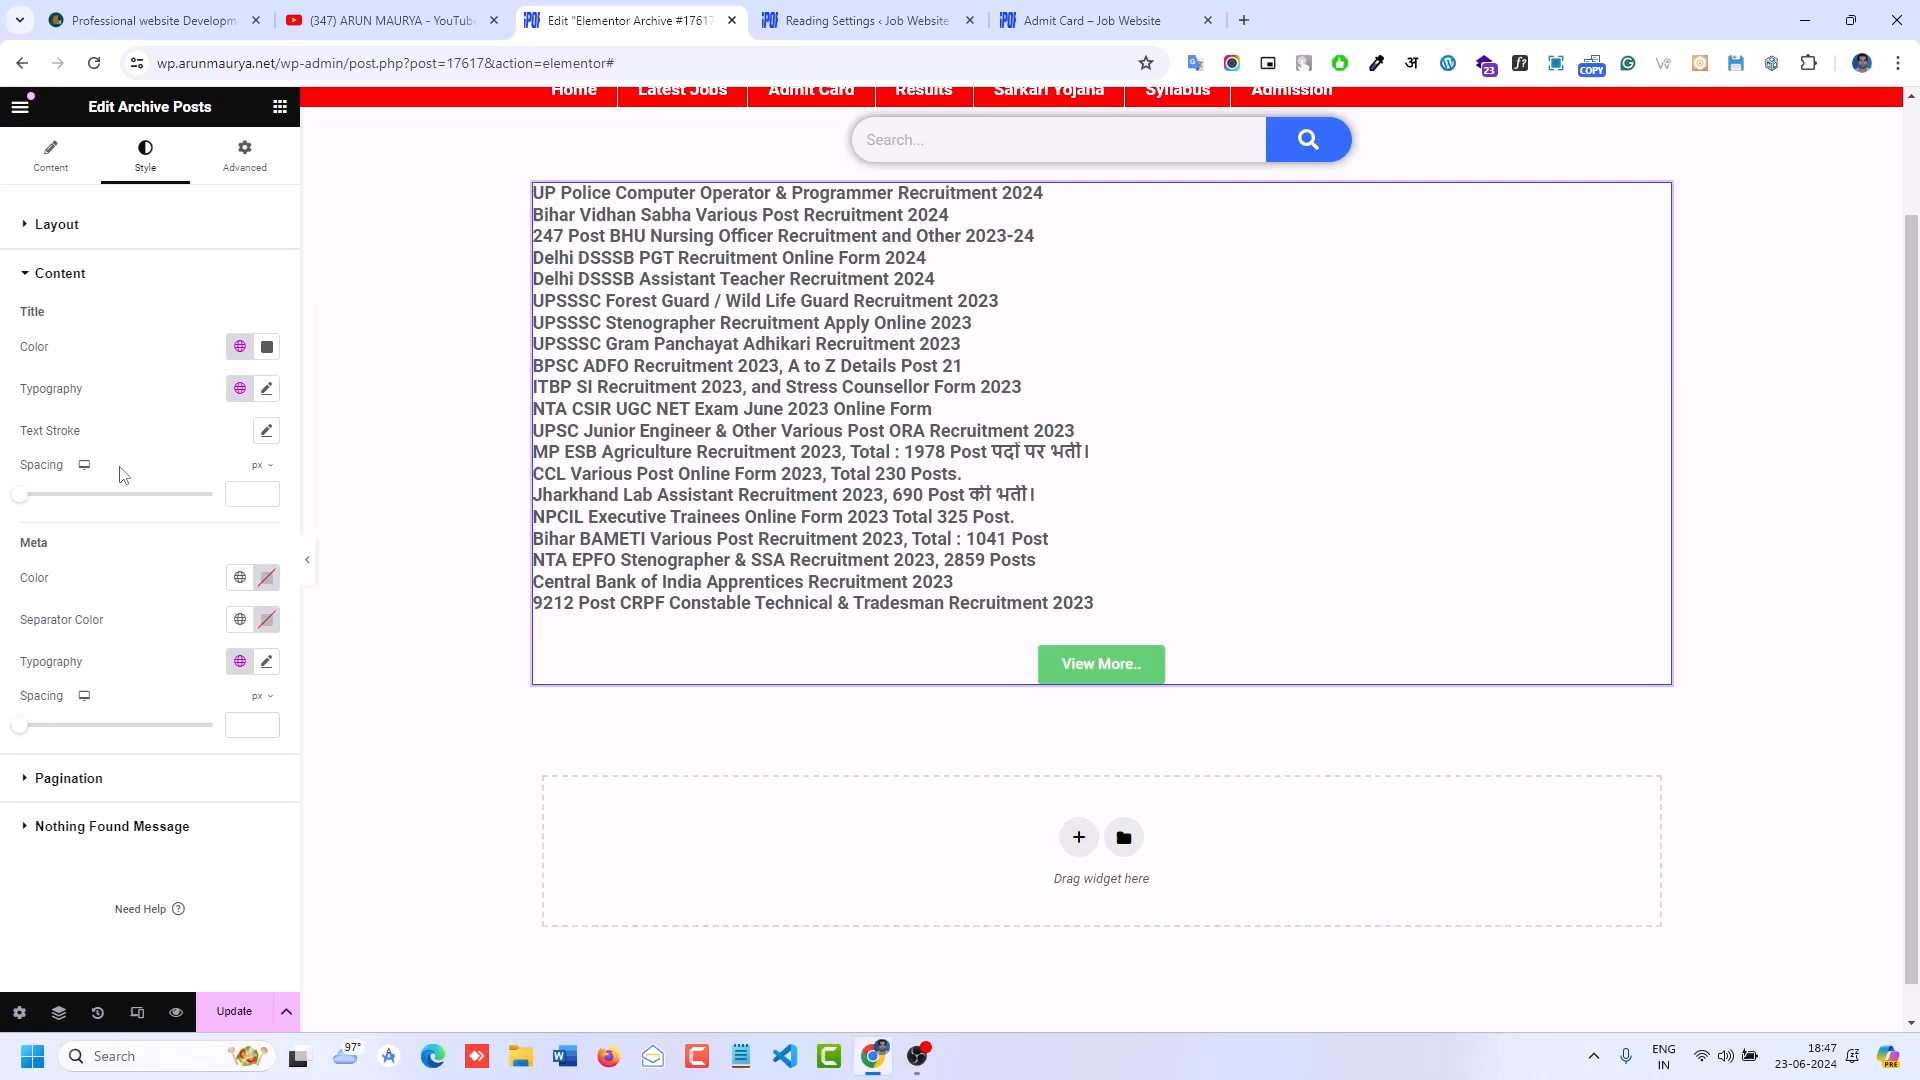 Professional website Developm
(347) ARUN MAURYA - YouTube
Edit "Elementor Archive #17617
Reading Settings ‹ Job Website
Admit Card – Job Website
wp.arunmaurya.net/wp-admin/post.php?post=17617&action=elementor#
23
COPY
Edit Archive Posts
Home
Latest Jobs
Admit Card
Results
Sarkari Yojana
Syllabus
Admission
Content
Style
Advanced
Search...
Layout
Content
Title
Color
Typography
Text Stroke
Spacing
px
Meta
Color
Separator Color
Typography
Spacing
px
Pagination
Nothing Found Message
Need Help
Update
UP Police Computer Operator & Programmer Recruitment 2024
Bihar Vidhan Sabha Various Post Recruitment 2024
247 Post BHU Nursing Officer Recruitment and Other 2023-24
Delhi DSSSB PGT Recruitment Online Form 2024
Delhi DSSSB Assistant Teacher Recruitment 2024
UPSSSC Forest Guard / Wild Life Guard Recruitment 2023
UPSSSC Stenographer Recruitment Apply Online 2023
UPSSSC Gram Panchayat Adhikari Recruitment 2023
BPSC ADFO Recruitment 2023, A to Z Details Post 21
ITBP SI Recruitment 2023, and Stress Counsellor Form 2023
NTA CSIR UGC NET Exam June 2023 Online Form
UPSC Junior Engineer & Other Various Post ORA Recruitment 2023
MP ESB Agriculture Recruitment 2023, Total : 1978 Post पदों पर भर्ती।
CCL Various Post Online Form 2023, Total 230 Posts.
Jharkhand Lab Assistant Recruitment 2023, 690 Post की भर्ती।
NPCIL Executive Trainees Online Form 2023 Total 325 Post.
Bihar BAMETI Various Post Recruitment 2023, Total : 1041 Post
NTA EPFO Stenographer & SSA Recruitment 2023, 2859 Posts
Central Bank of India Apprentices Recruitment 2023
9212 Post CRPF Constable Technical & Tradesman Recruitment 2023
View More..
Drag widget here
Search
97°
ENG
IN
18:47
23-06-2024
PRE